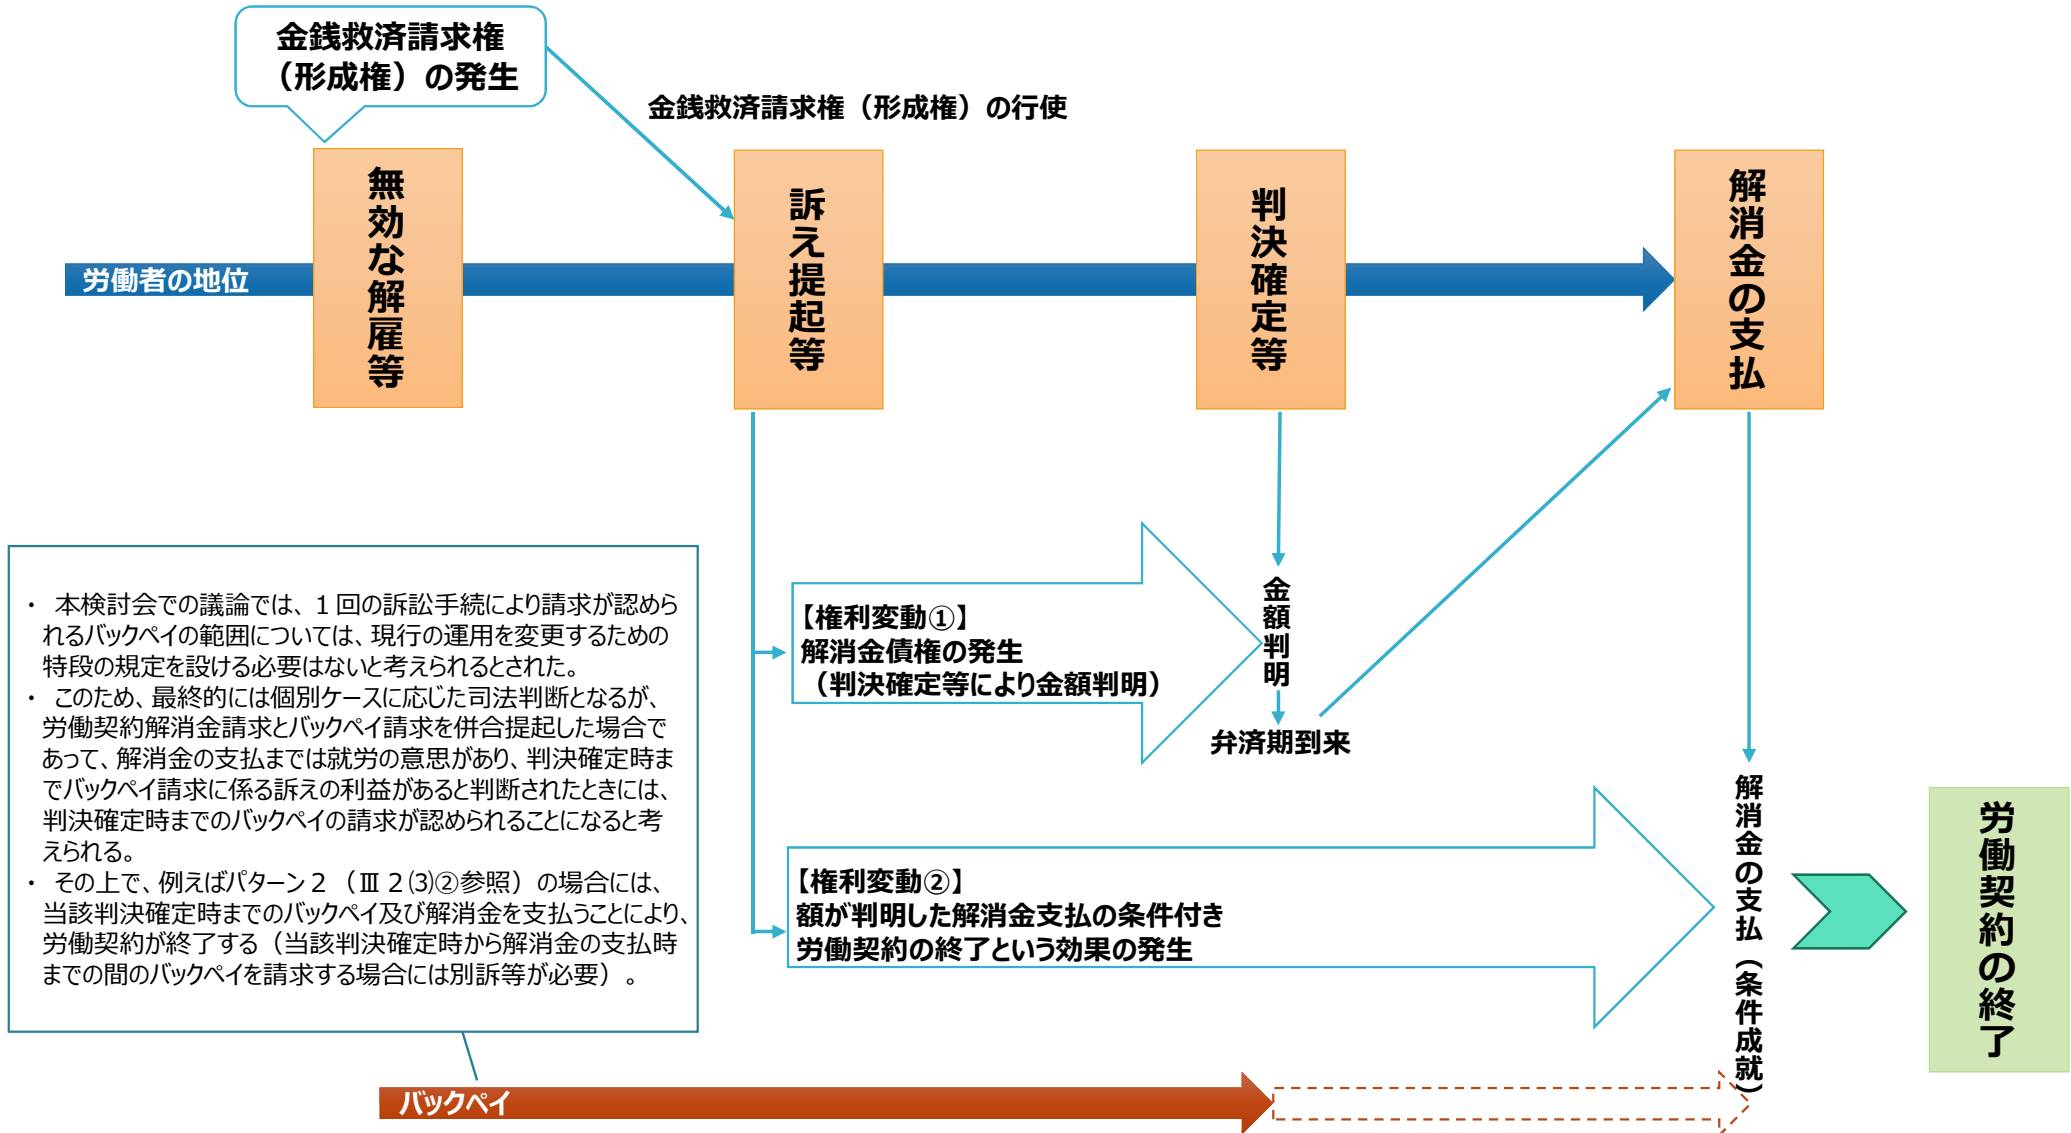 金銭救済請求権
（形成権）の発生
金銭救済請求権（形成権）の行使
労働者の地位
無効な解雇等
訴え提起等
判決確定等
解消金の支払
・ 本検討会での議論では、１回の訴訟手続により請求が認めら
れるバックペイの範囲については、現行の運用を変更するための
特段の規定を設ける必要はないと考えられるとされた。
・ このため、最終的には個別ケースに応じた司法判断となるが、
労働契約解消金請求とバックペイ請求を併合提起した場合で
あって、解消金の支払までは就労の意思があり、判決確定時ま
でバックペイ請求に係る訴えの利益があると判断されたときには、
判決確定時までのバックペイの請求が認められることになると考
えられる。
・ その上で、例えばパターン２（Ⅲ２⑶②参照）の場合には、
当該判決確定時までのバックペイ及び解消金を支払うことにより、
労働契約が終了する（当該判決確定時から解消金の支払時
までの間のバックペイを請求する場合には別訴等が必要）。
【権利変動①】
解消金債権の発生
（判決確定等により金額判明）
金額判明
弁済期到来
【権利変動②】
額が判明した解消金支払の条件付き
労働契約の終了という効果の発生
解消金の支払（条件成就）
労働契約の終了
バックペイ